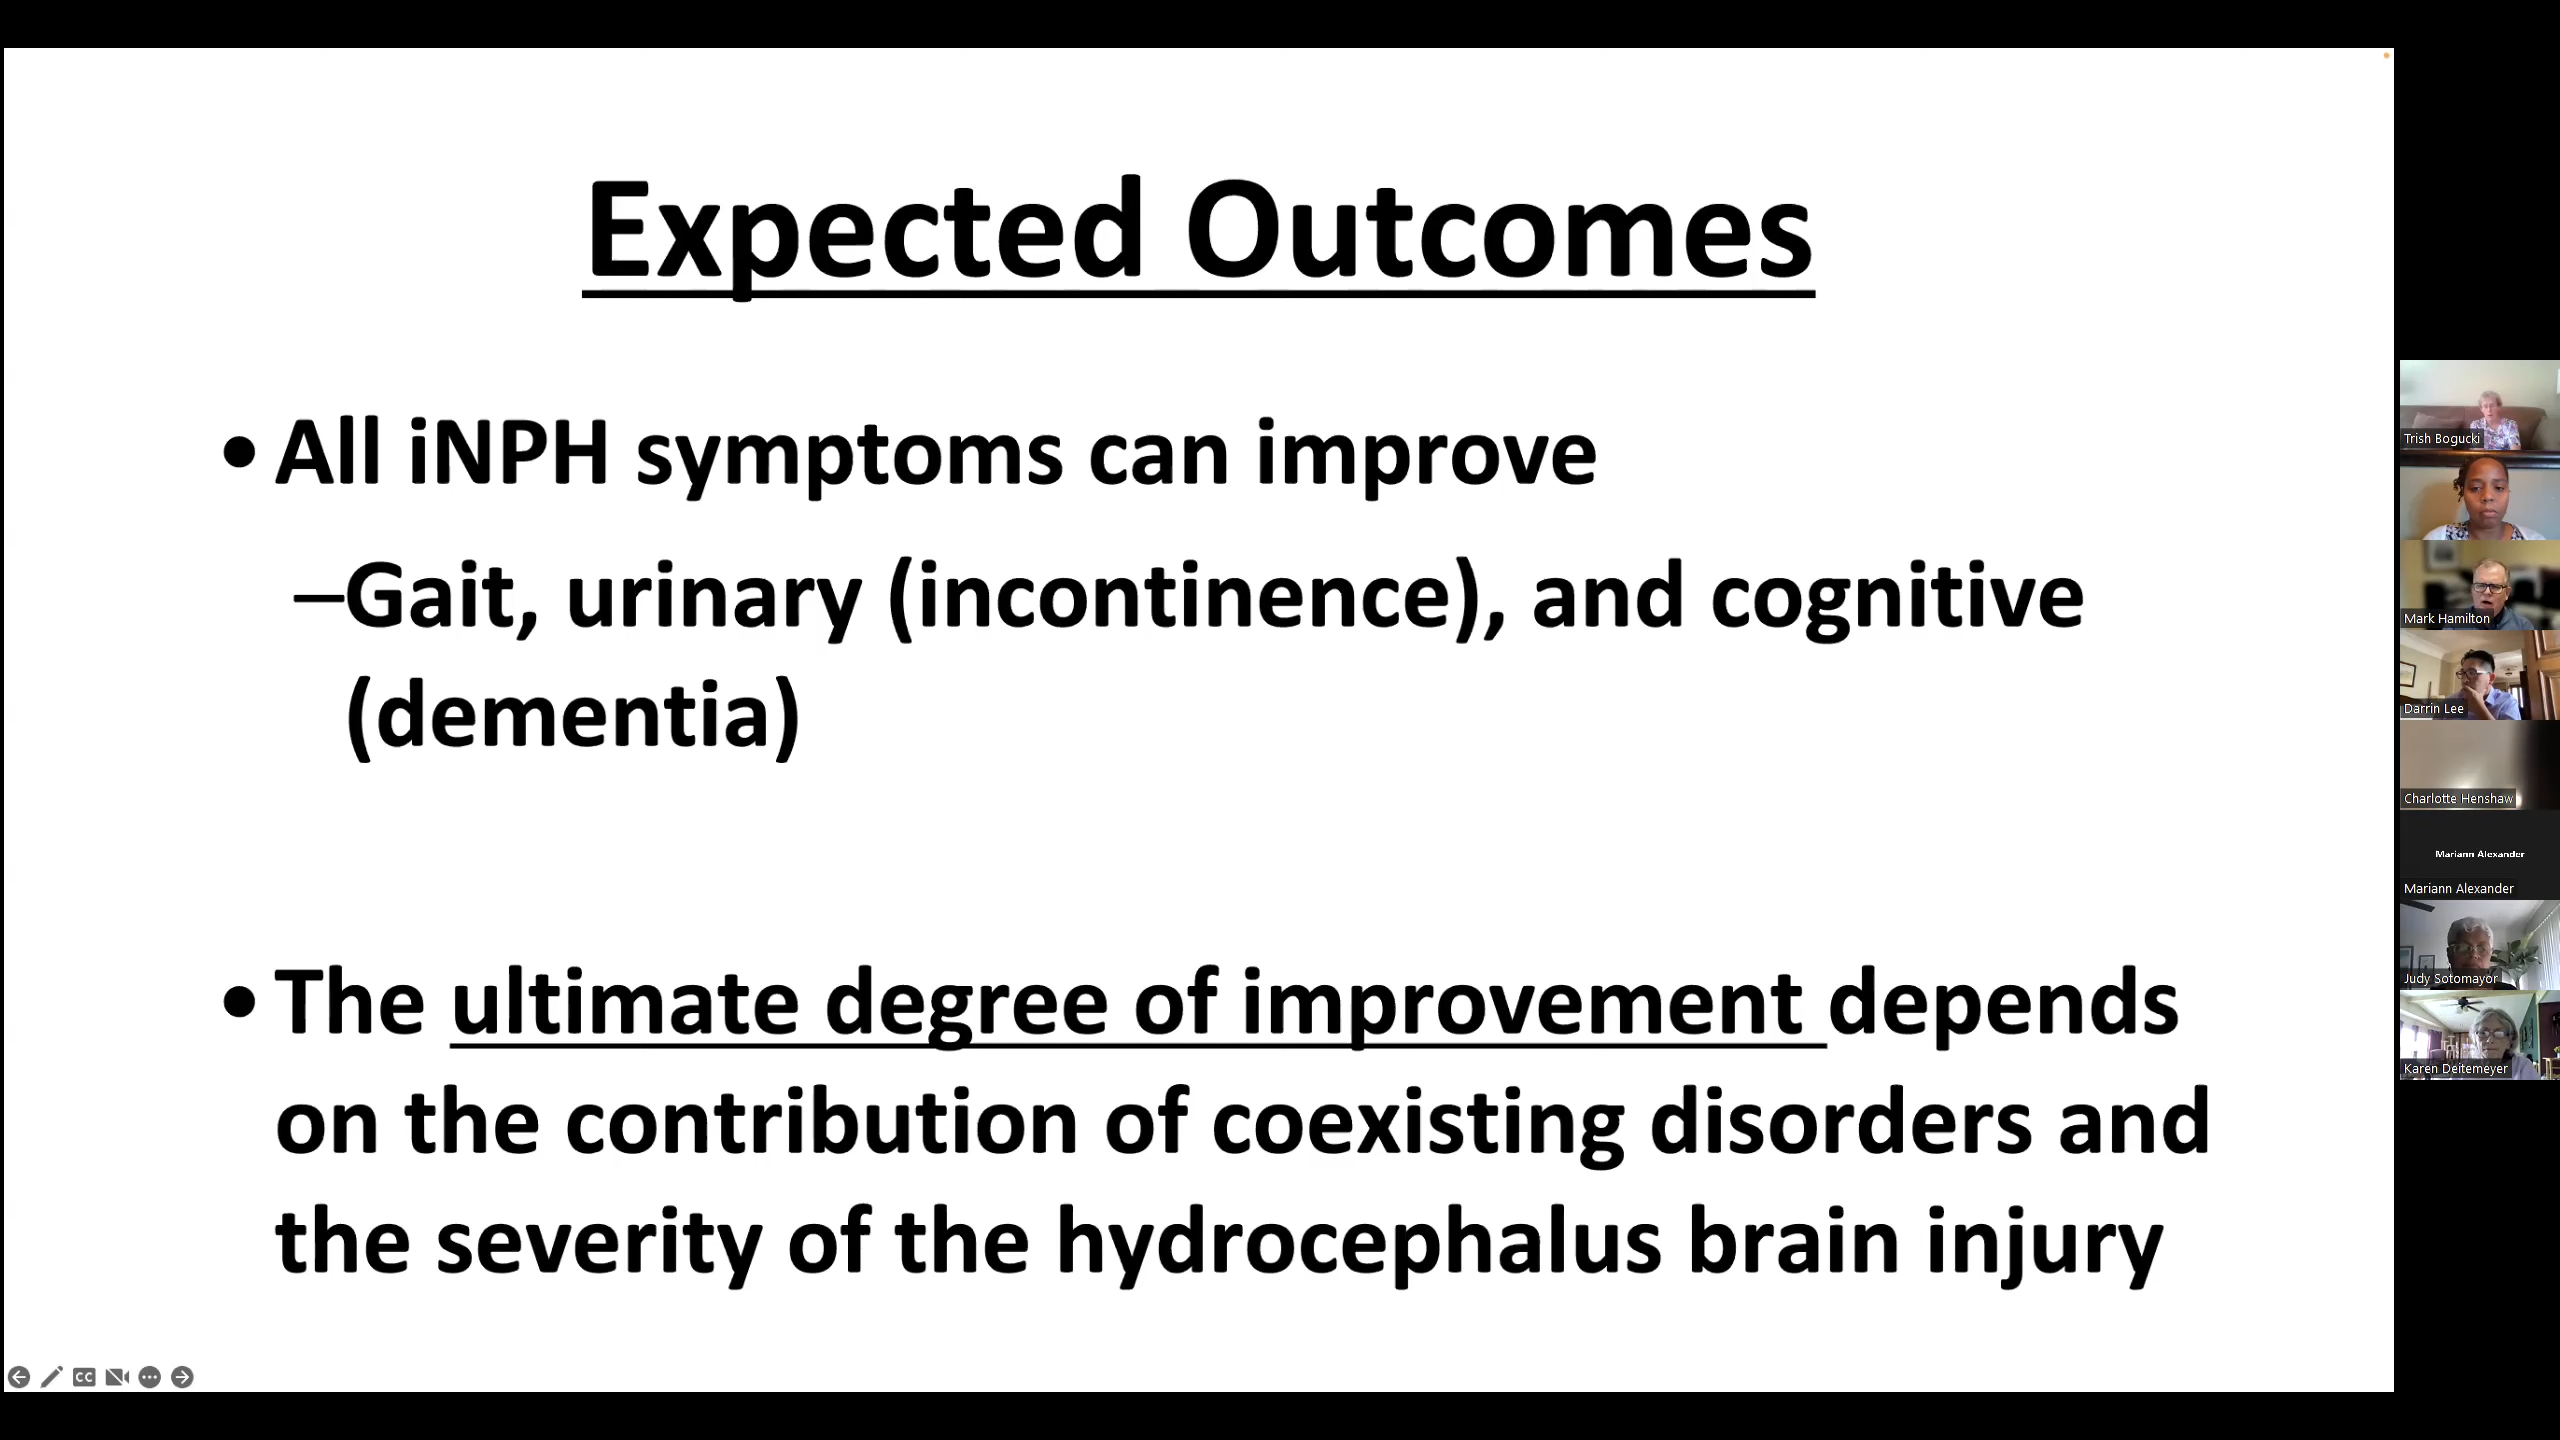 Expected Outcomes
• All iNPH symptoms can improve
–Gait, urinary (incontinence), and cognitive
(dementia)
• The ultimate degree of improvement depends
on the contribution of coexisting disorders and
the severity of the hydrocephalus brain injury
CC
Trish Bogucki
Mark Hamilton
Darrin Lee
Charlotte Henshaw
Mariann Alexander
Mariann Alexander
Judy Sotomayor
Karen Deitemeyer